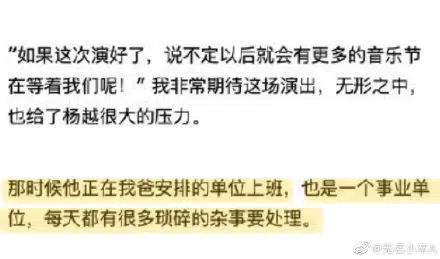 “如果这次演好了，说不定以后就会有更多的音乐节
在等着我们呢！”我非常期待这场演出，无形之中，
也给了杨越很大的压力。
那时候他正在我爸安排的单位上班，也是一个事业单
位，每天都有很多琐碎的杂事要处理。